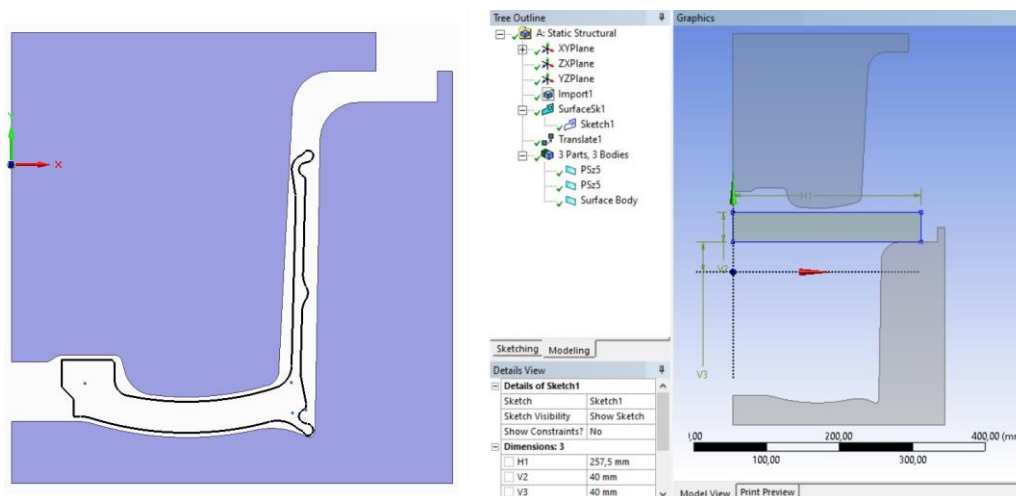 Y
X
Tree Outline
A: Static Structural
XYPlane
ZXPlane
YZPlane
Import1
SurfaceSk1
Sketch1
Translate1
3 Parts, 3 Bodies
PSz5
PSz5
Surface Body
Sketching Modeling
Details View
Details of Sketch1
Sketch Sketch1
Sketch Visibility Show Sketch
Show Constraints? No
Dimensions: 3
H1 257,5 mm
V2 40 mm
V3 40 mm
Graphics
H1
V2
V3
,00 200,00 400,00 (mm
100,00 300,00
Model View Print Preview